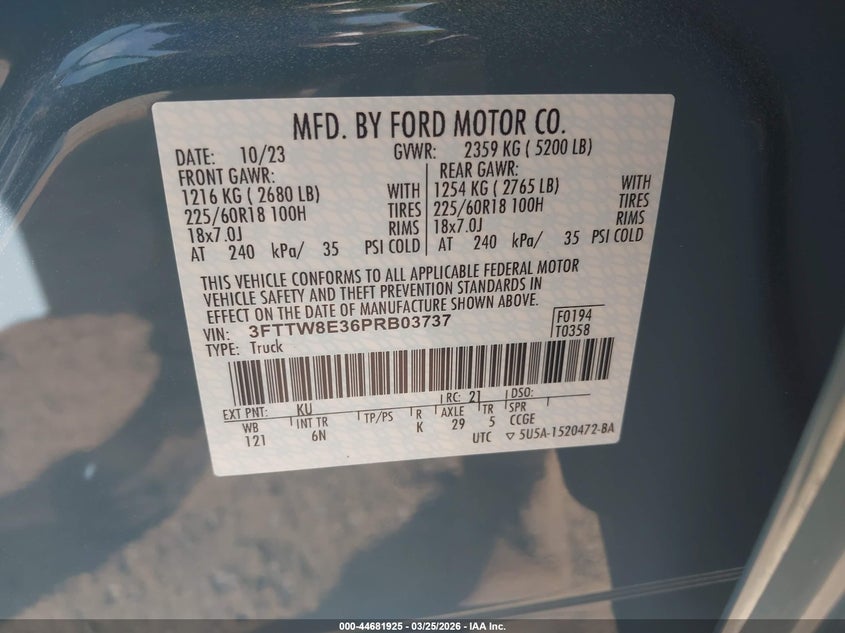 MFD. BY FORD MOTOR CO.
DATE: 10/23 GVWR: 2359 KG ( 5200 LB)
FRONT GAWR: REAR GAWR:
1216 KG ( 2680 LB) WITH 1254 KG ( 2765 LB) WITH
225/60R18 100H TIRES 225/60R18 100H TIRES
18x7.0J RIMS 18x7.0J RIMS
AT 240 kPa/ 35 PSI COLD AT 240 kPa/ 35 PSI COLD
THIS VEHICLE CONFORMS TO ALL APPLICABLE FEDERAL MOTOR
VEHICLE SAFETY AND THEFT PREVENTION STANDARDS IN
EFFECT ON THE DATE OF MANUFACTURE SHOWN ABOVE.
VIN: 3FTTW8E36PRB03737 F0194
TYPE: Truck T0358
EXT PNT: KU RC: 21 DSO:
WB INT TR TP/PS R AXLE TR SPR
121 6N K 29 5 CCGE
UTC ▽ 5U5A-1520472-BA
000-44681925 - 03/25/2026 - IAA Inc.